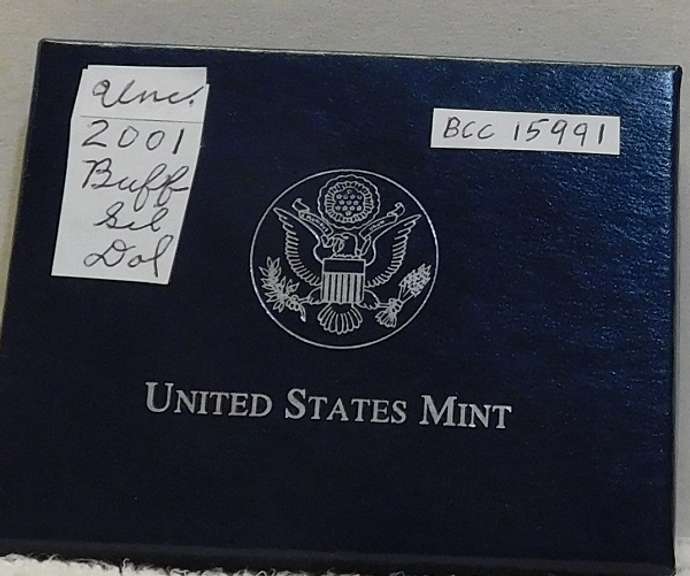 Unc.
2001
Buff
Sil
Dol
BCC 15991
UNITED STATES MINT